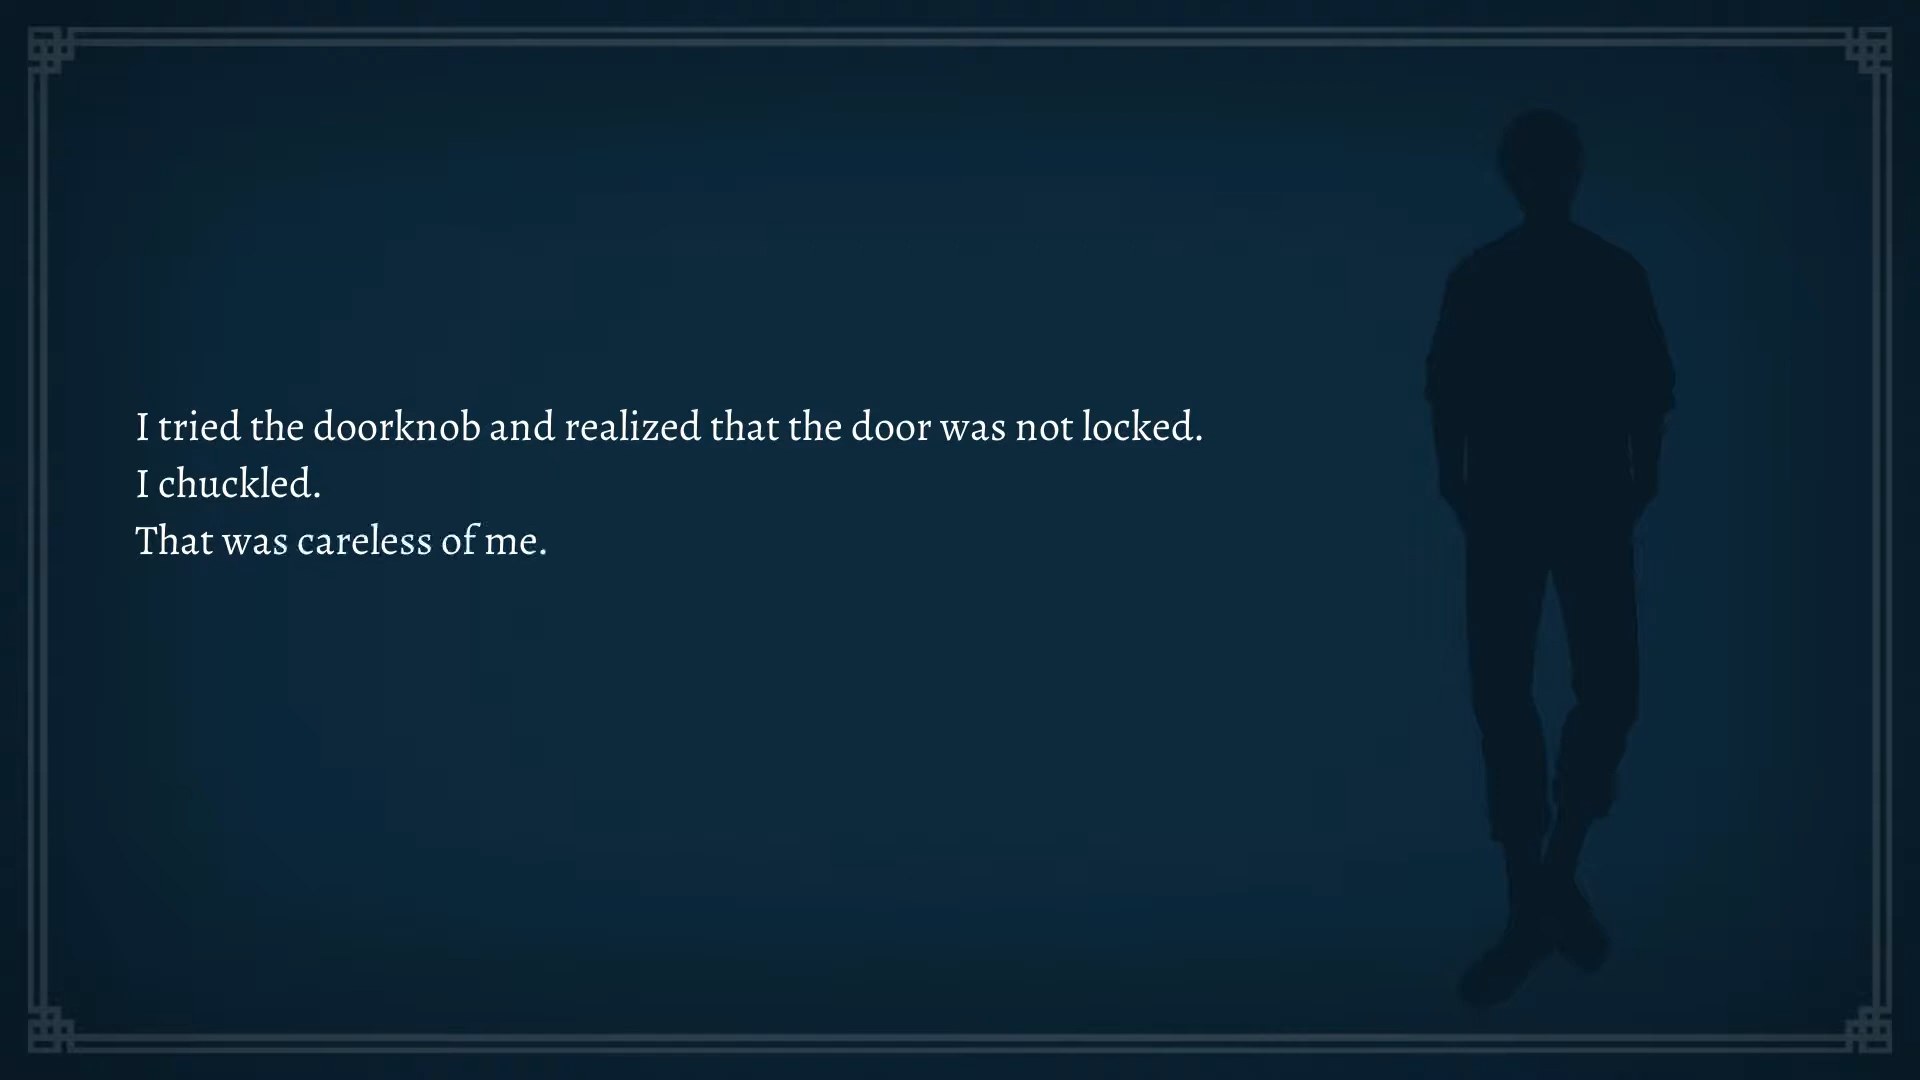 I tried the doorknob and realized that the door was not locked.
I chuckled.
That was careless of me.